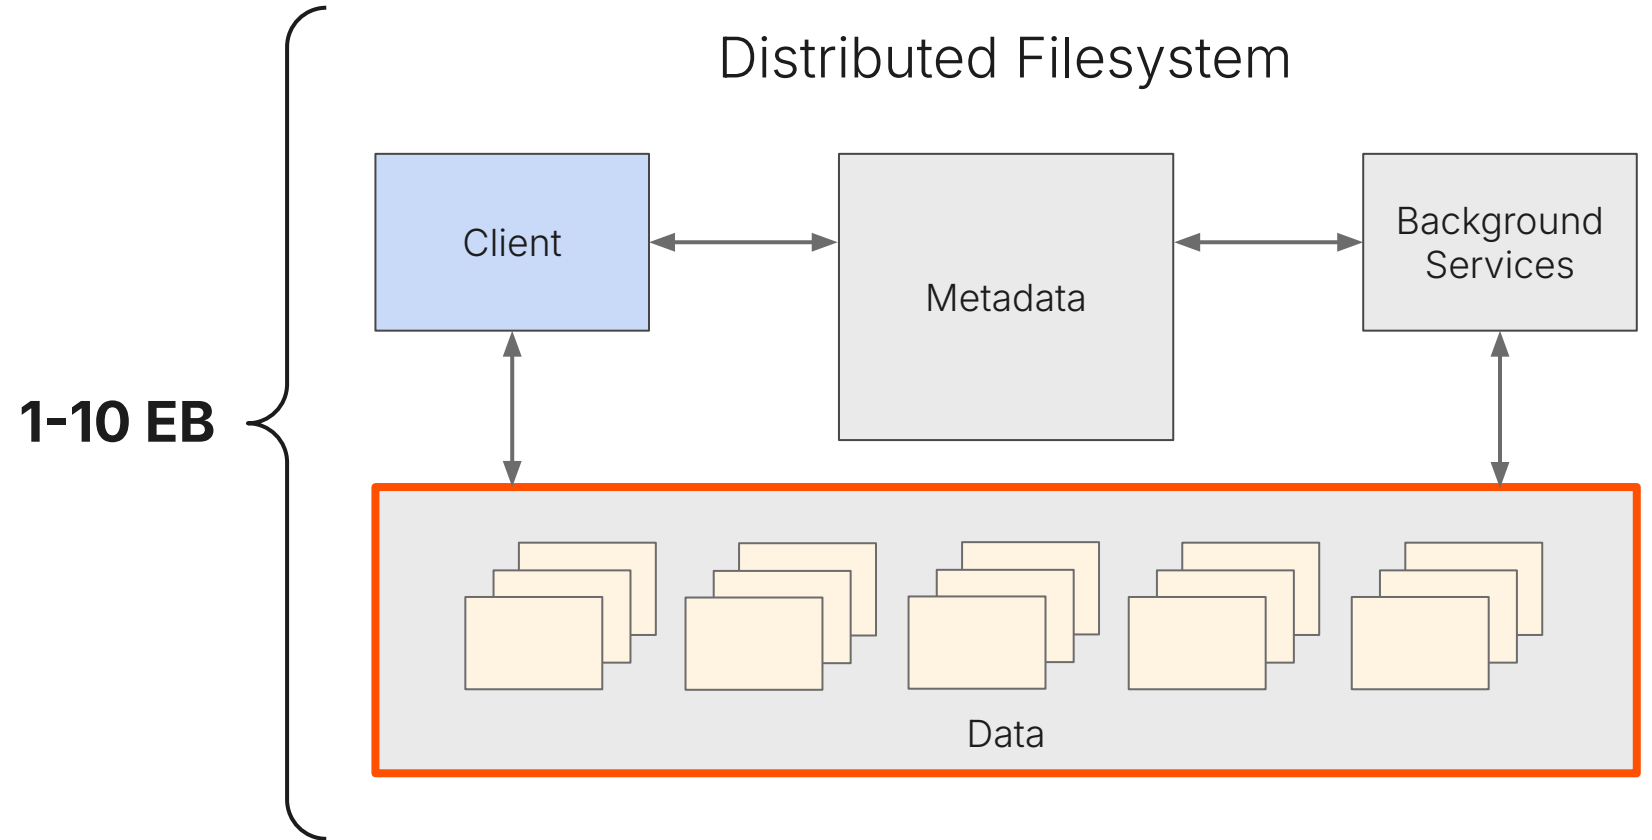 Distributed Filesystem
Client
Metadata
Background
Services
1-10 EB
Data